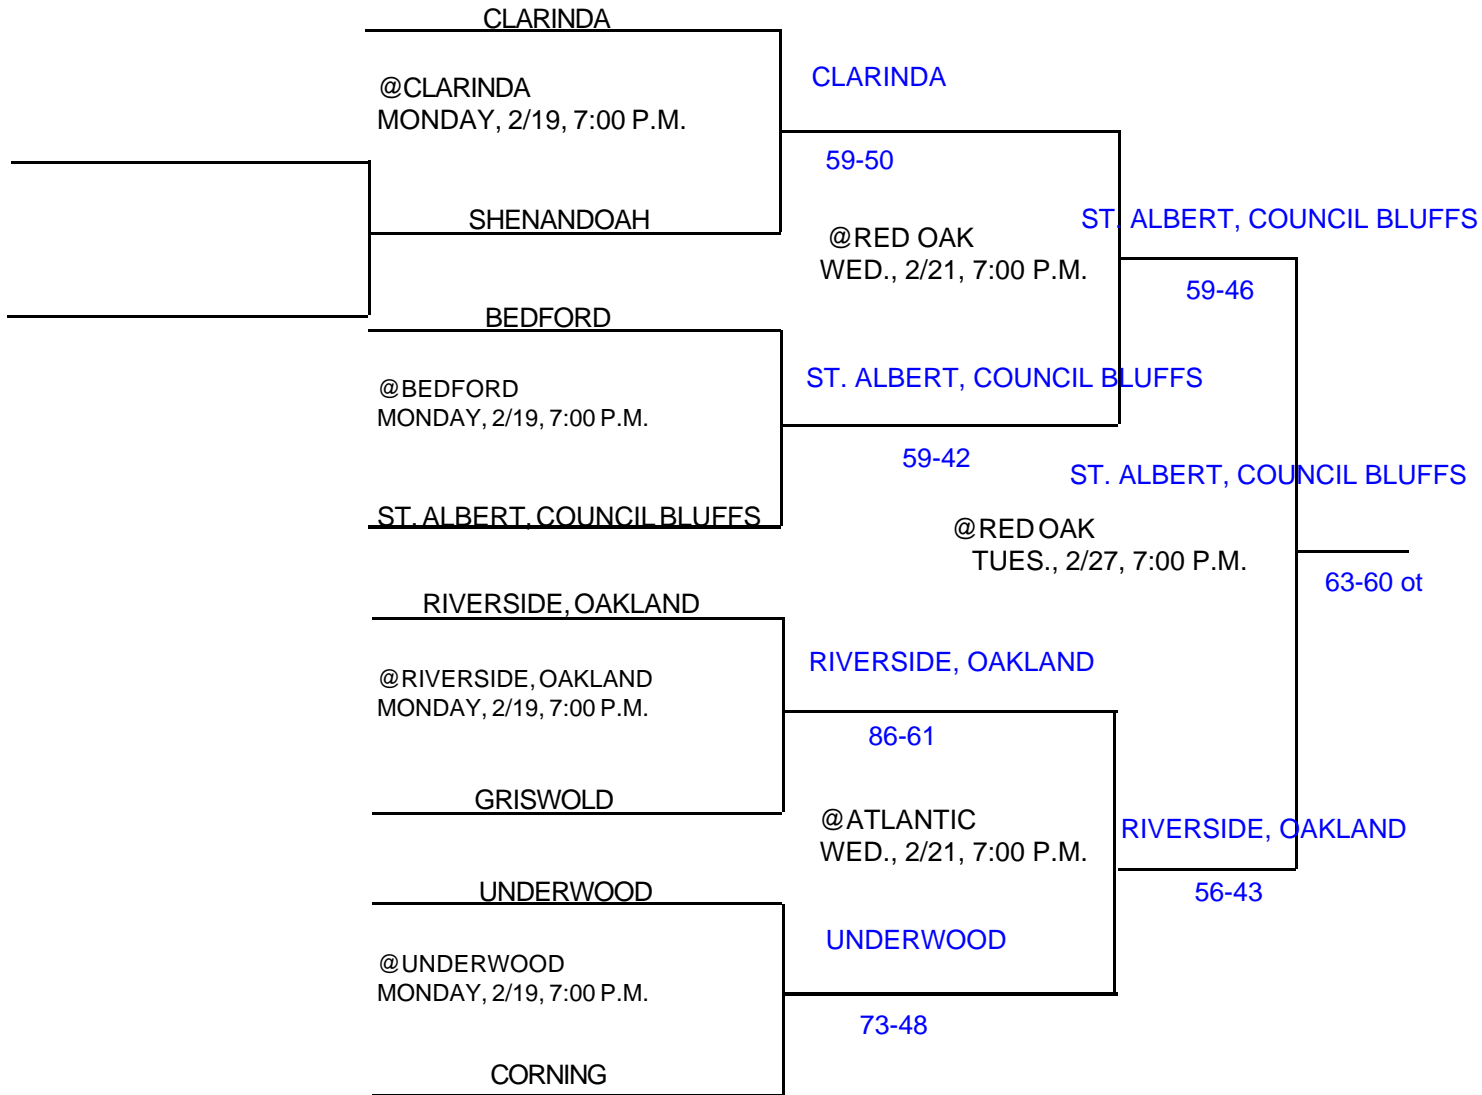 CLARINDA
@CLARINDA
MONDAY, 2/19, 7:00 P.M.
SHENANDOAH
BEDFORD
@BEDFORD
MONDAY, 2/19, 7:00 P.M.
ST. ALBERT, COUNCIL BLUFFS
RIVERSIDE, OAKLAND
@RIVERSIDE, OAKLAND
MONDAY, 2/19, 7:00 P.M.
GRISWOLD
UNDERWOOD
@UNDERWOOD
MONDAY, 2/19, 7:00 P.M.
CORNING
CLARINDA
59-50
@RED OAK
WED., 2/21, 7:00 P.M.
ST. ALBERT, COUNCIL BLUFFS
59-42
RIVERSIDE, OAKLAND
86-61
@ATLANTIC
WED., 2/21, 7:00 P.M.
UNDERWOOD
73-48
ST. ALBERT, COUNCIL BLUFFS
59-46
@RED OAK
TUES., 2/27, 7:00 P.M.
RIVERSIDE, OAKLAND
56-43
ST. ALBERT, COUNCIL BLUFFS
63-60 ot